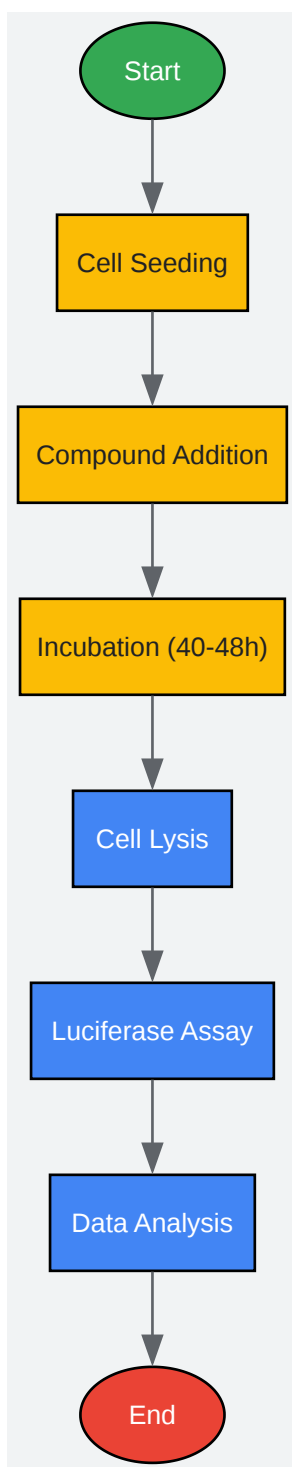 Start
Cell Seeding
Compound Addition
Incubation (40-48h)
Cell Lysis
Luciferase Assay
Data Analysis
End